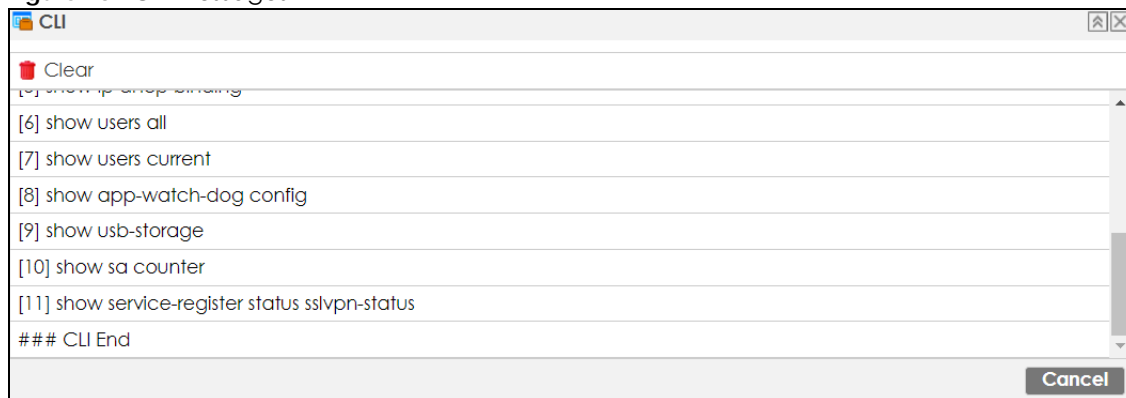 CLI
Clear
[6] show users all
[7] show users current
[8] show app-watch-dog config
[9] show usb-storage
[10] show sa counter
[11] show service-register status sslvpn-status
### CLI End
Cancel